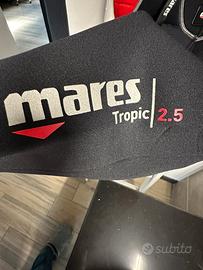 mares
Tropic | 2.5
subito